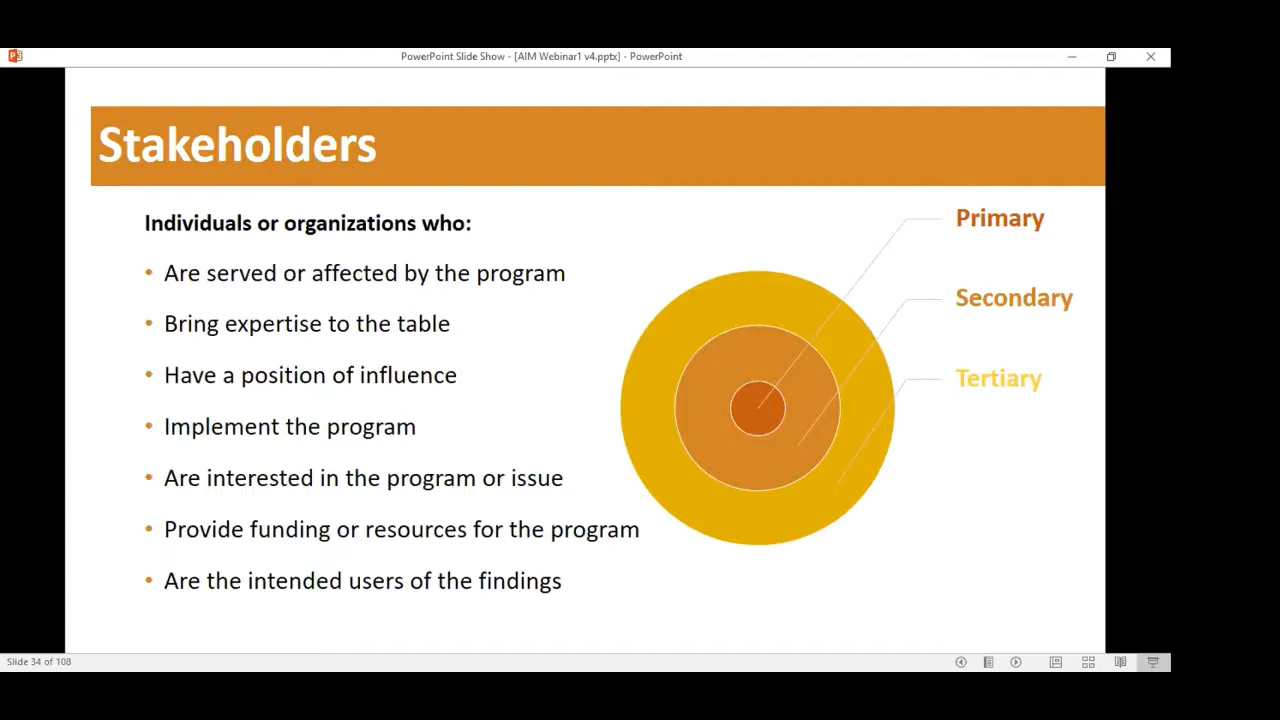 PowerPoint Slide Show - [AIM Webinar1 v4.pptx] - PowerPoint
Stakeholders
Individuals or organizations who:
• Are served or affected by the program
• Bring expertise to the table
• Have a position of influence
• Implement the program
• Are interested in the program or issue
• Provide funding or resources for the program
• Are the intended users of the findings
Primary
Secondary
Tertiary
Slide 34 of 108